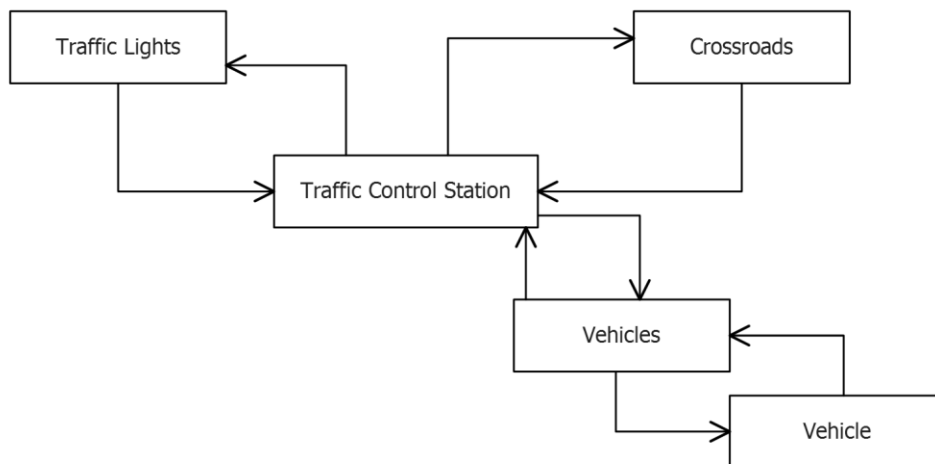 Traffic Lights
Crossroads
Traffic Control Station
Vehicles
Vehicle